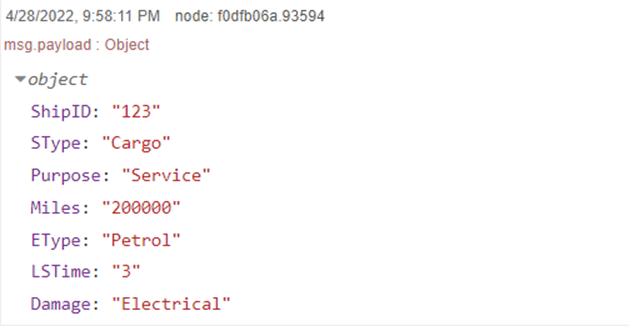 4/28/2022, 9:58:11 PM node: f0dfb06a.93594
msg.payload : Object
object
ShipID: "123"
SType: "Cargo"
Purpose: "Service"
Miles: "200000"
EType: "Petrol"
LSTime: "3"
Damage: "Electrical"